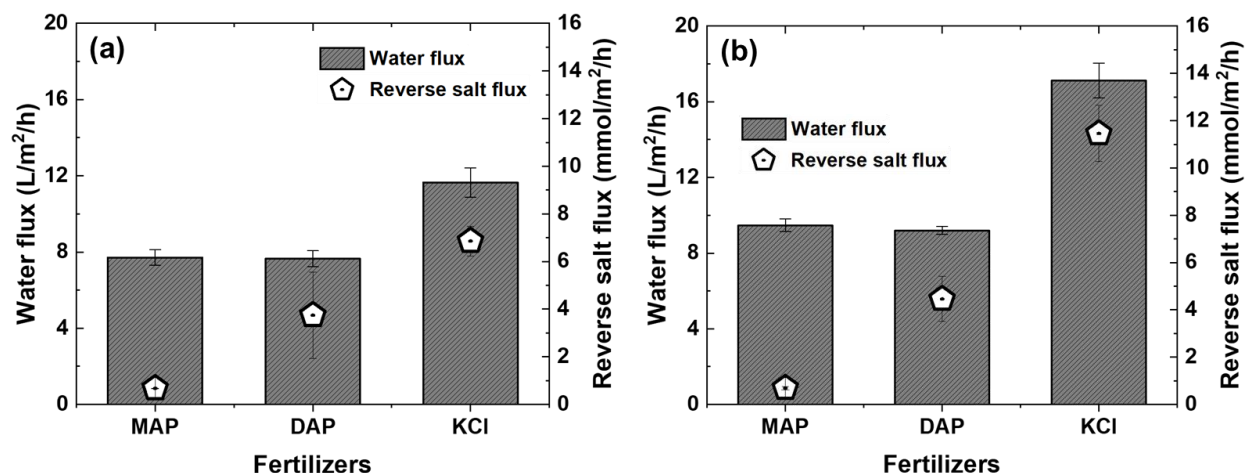 (a)
Water flux
Reverse salt flux
20
16
12
8
4
0
Water flux (L/m²/h)
16
14
12
10
8
6
4
2
0
Reverse salt flux (mmol/m²/h)
MAP DAP KCl
Fertilizers
(b)
Water flux
Reverse salt flux
20
16
12
8
4
0
Water flux (L/m²/h)
16
14
12
10
8
6
4
2
0
Reverse salt flux (mmol/m²/h)
MAP DAP KCl
Fertilizers